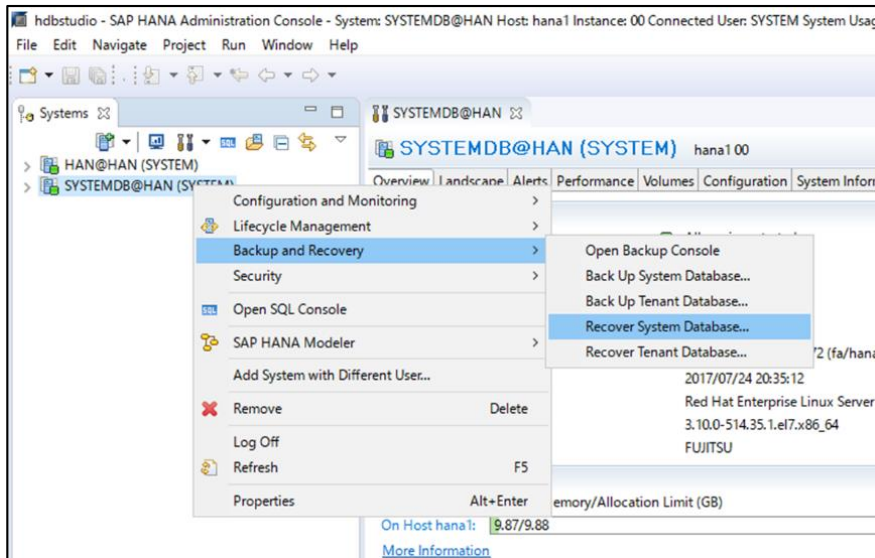 hdbstudio - SAP HANA Administration Console - System: SYSTEMDB@HAN Host: hana1 Instance: 00 Connected User: SYSTEM System Usag
File Edit Navigate Project Run Window Help
Systems
SYSTEMDB@HAN
HAN@HAN (SYSTEM)
SYSTEMDB@HAN (SYSTEM)
SYSTEMDB@HAN (SYSTEM) hana1 00
Overview Landscape Alerts Performance Volumes Configuration System Inform
Configuration and Monitoring
Lifecycle Management
Backup and Recovery
Security
SQL Open SQL Console
SAP HANA Modeler
Add System with Different User...
Remove Delete
Log Off
Refresh F5
Properties Alt+Enter
Open Backup Console
Back Up System Database...
Back Up Tenant Database...
Recover System Database...
Recover Tenant Database...
72 (fa/hana
2017/07/24 20:35:12
Red Hat Enterprise Linux Server
3.10.0-514.35.1.el7.x86_64
FUJITSU
emory/Allocation Limit (GB)
On Host hana1: 9.87/9.88
More Information